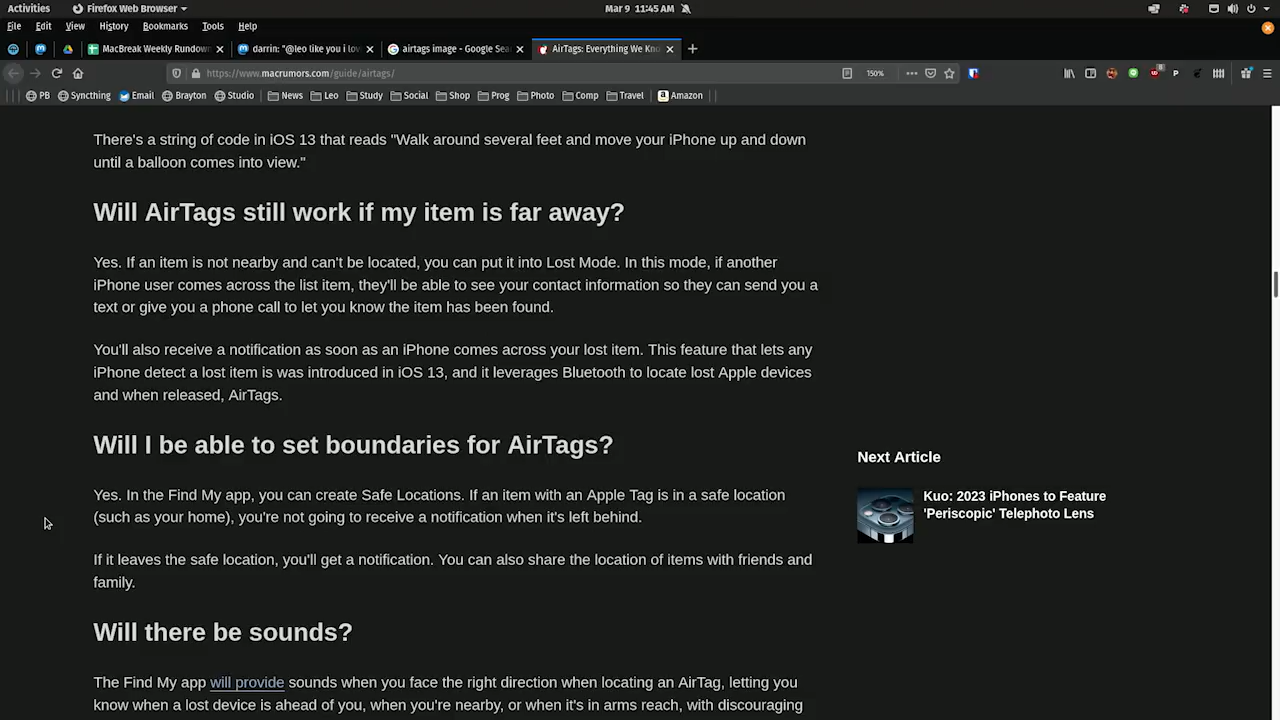 Activities
Firefox Web Browser
Mar 9 11:45 AM
File Edit View History Bookmarks Tools Help
MacBreak Weekly Rundown
darrin: "@leo like you i lov
airtags image - Google Sea
AirTags: Everything We Kno
https://www.macrumors.com/guide/airtags/
150%
PB Syncthing Email Brayton Studio News Leo Study Social Shop Prog Photo Comp Travel Amazon
There's a string of code in iOS 13 that reads "Walk around several feet and move your iPhone up and down
until a balloon comes into view."
Will AirTags still work if my item is far away?
Yes. If an item is not nearby and can't be located, you can put it into Lost Mode. In this mode, if another
iPhone user comes across the list item, they'll be able to see your contact information so they can send you a
text or give you a phone call to let you know the item has been found.
You'll also receive a notification as soon as an iPhone comes across your lost item. This feature that lets any
iPhone detect a lost item is was introduced in iOS 13, and it leverages Bluetooth to locate lost Apple devices
and when released, AirTags.
Will I be able to set boundaries for AirTags?
Yes. In the Find My app, you can create Safe Locations. If an item with an Apple Tag is in a safe location
(such as your home), you're not going to receive a notification when it's left behind.
If it leaves the safe location, you'll get a notification. You can also share the location of items with friends and
family.
Will there be sounds?
The Find My app will provide sounds when you face the right direction when locating an AirTag, letting you
know when a lost device is ahead of you, when you're nearby, or when it's in arms reach, with discouraging
Next Article
Kuo: 2023 iPhones to Feature
'Periscopic' Telephoto Lens